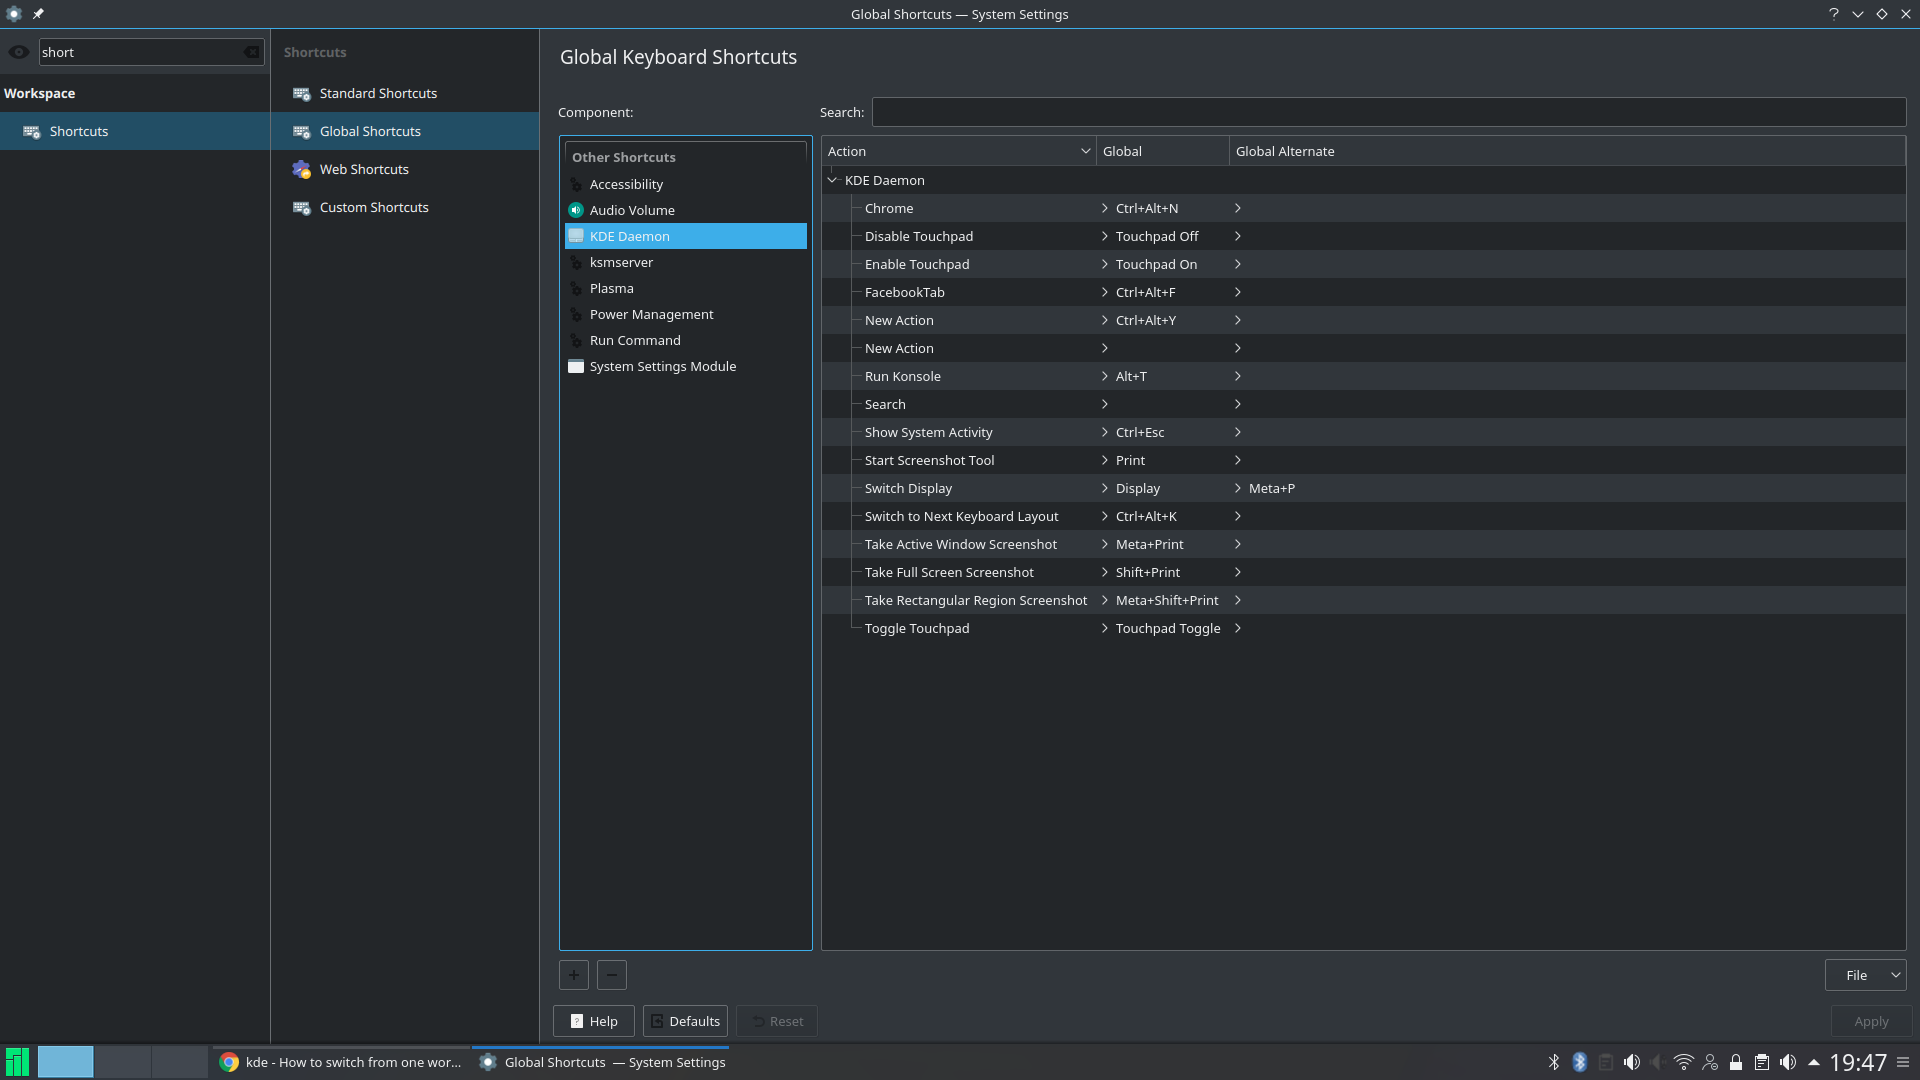 Global Shortcuts — System Settings
short
Workspace
Shortcuts
Shortcuts
Standard Shortcuts
Global Shortcuts
Web Shortcuts
Custom Shortcuts
Global Keyboard Shortcuts
Component:
Search:
Other Shortcuts
Accessibility
Audio Volume
KDE Daemon
ksmserver
Plasma
Power Management
Run Command
System Settings Module
Action Global Global Alternate
KDE Daemon
Chrome Ctrl+Alt+N
Disable Touchpad Touchpad Off
Enable Touchpad Touchpad On
FacebookTab Ctrl+Alt+F
New Action Ctrl+Alt+Y
New Action
Run Konsole Alt+T
Search
Show System Activity Ctrl+Esc
Start Screenshot Tool Print
Switch Display Display Meta+P
Switch to Next Keyboard Layout Ctrl+Alt+K
Take Active Window Screenshot Meta+Print
Take Full Screen Screenshot Shift+Print
Take Rectangular Region Screenshot Meta+Shift+Print
Toggle Touchpad Touchpad Toggle
File
Help
Defaults
Reset
Apply
kde - How to switch from one wor...
Global Shortcuts — System Settings
19:47